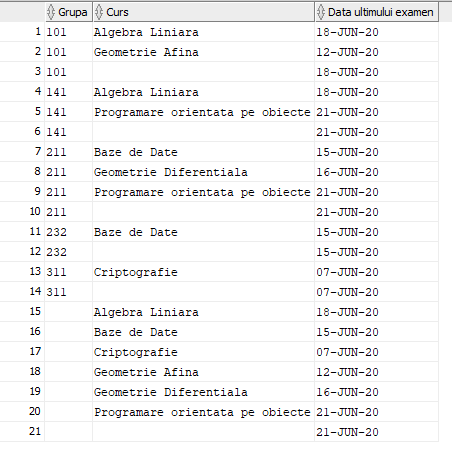 Grupa Curs Data ultimului examen
1 101 Algebra Liniara 18-JUN-20
2 101 Geometrie Afina 12-JUN-20
3 101 18-JUN-20
4 141 Algebra Liniara 18-JUN-20
5 141 Programare orientata pe obiecte 21-JUN-20
6 141 21-JUN-20
7 211 Baze de Date 15-JUN-20
8 211 Geometrie Diferentiala 16-JUN-20
9 211 Programare orientata pe obiecte 21-JUN-20
10 211 21-JUN-20
11 232 Baze de Date 15-JUN-20
12 232 15-JUN-20
13 311 Criptografie 07-JUN-20
14 311 07-JUN-20
15 Algebra Liniara 18-JUN-20
16 Baze de Date 15-JUN-20
17 Criptografie 07-JUN-20
18 Geometrie Afina 12-JUN-20
19 Geometrie Diferentiala 16-JUN-20
20 Programare orientata pe obiecte 21-JUN-20
21 21-JUN-20